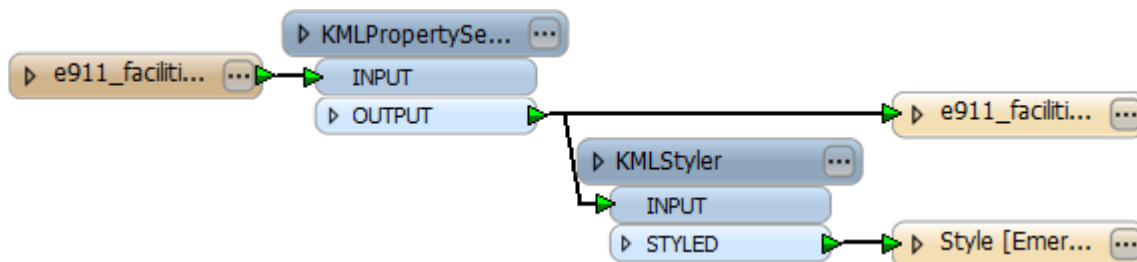 KMLPropertySe...
e911_faciliti...
INPUT
OUTPUT
e911_faciliti...
KMLStyler
INPUT
STYLED
Style [Emer...